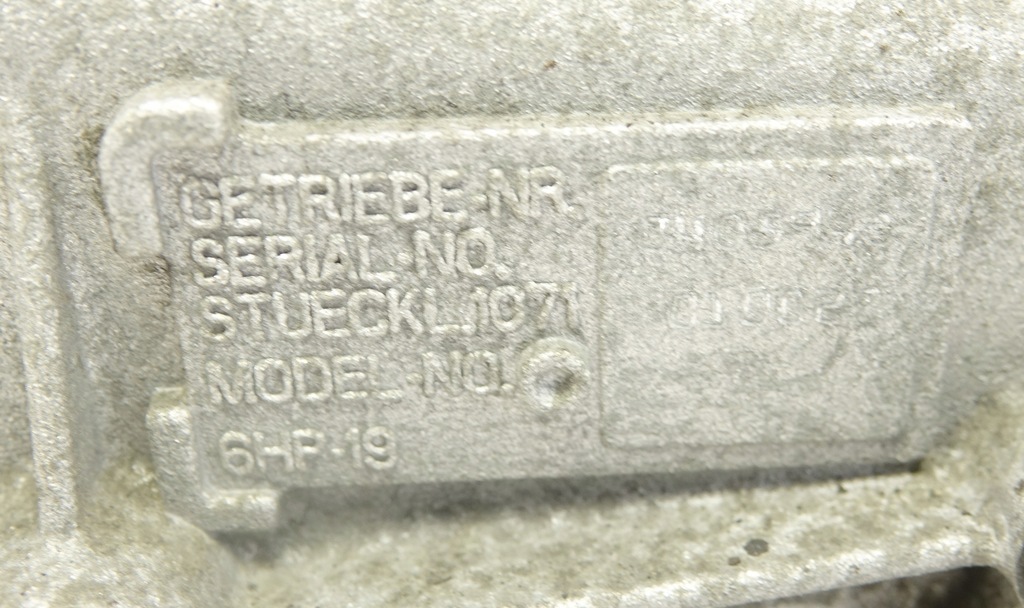 GETRIEBE-NR.
SERIAL-NO.
STUECKL.1071
MODEL-NO.
6HP-19